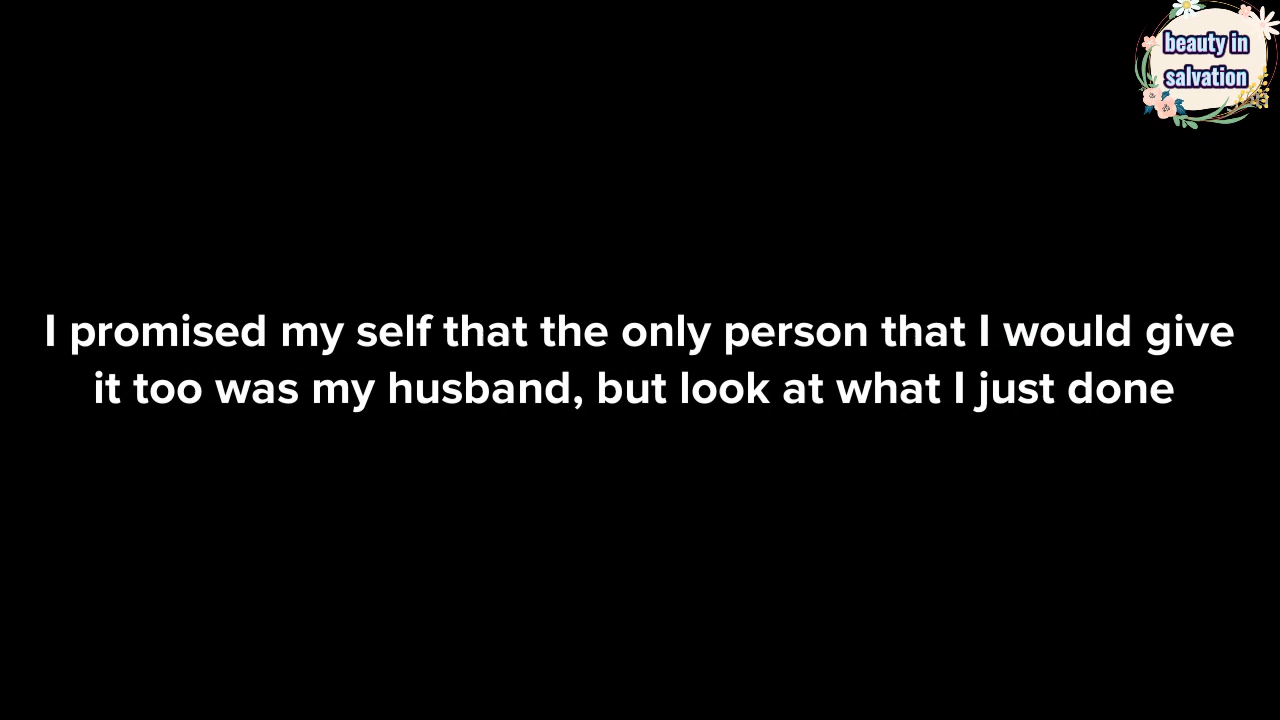 beauty in
salvation
I promised my self that the only person that I would give
it too was my husband, but look at what I just done